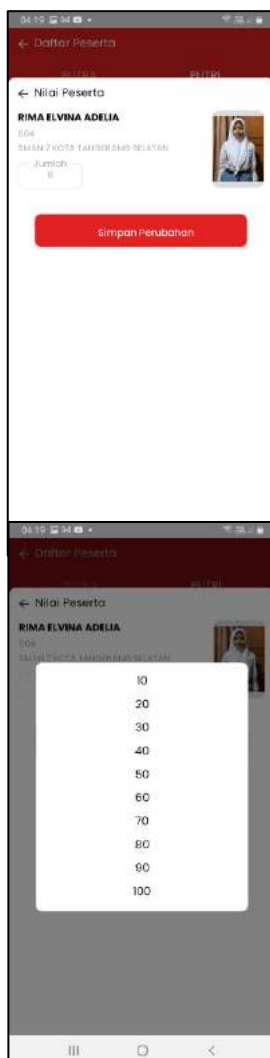 04:19
← Daftar Peserta
PUTRA PUTRI
← Nilai Peserta
RIMA ELVINA ADELIA
004
SMAN 7 KOTA TANGERANG SELATAN
Jumlah
0
Simpan Perubahan
04:19
← Daftar Peserta
PUTRI
← Nilai Peserta
RIMA ELVINA ADELIA
004
SMAN 7 KOTA TANGERANG SELATAN
10
20
30
40
50
60
70
80
90
100